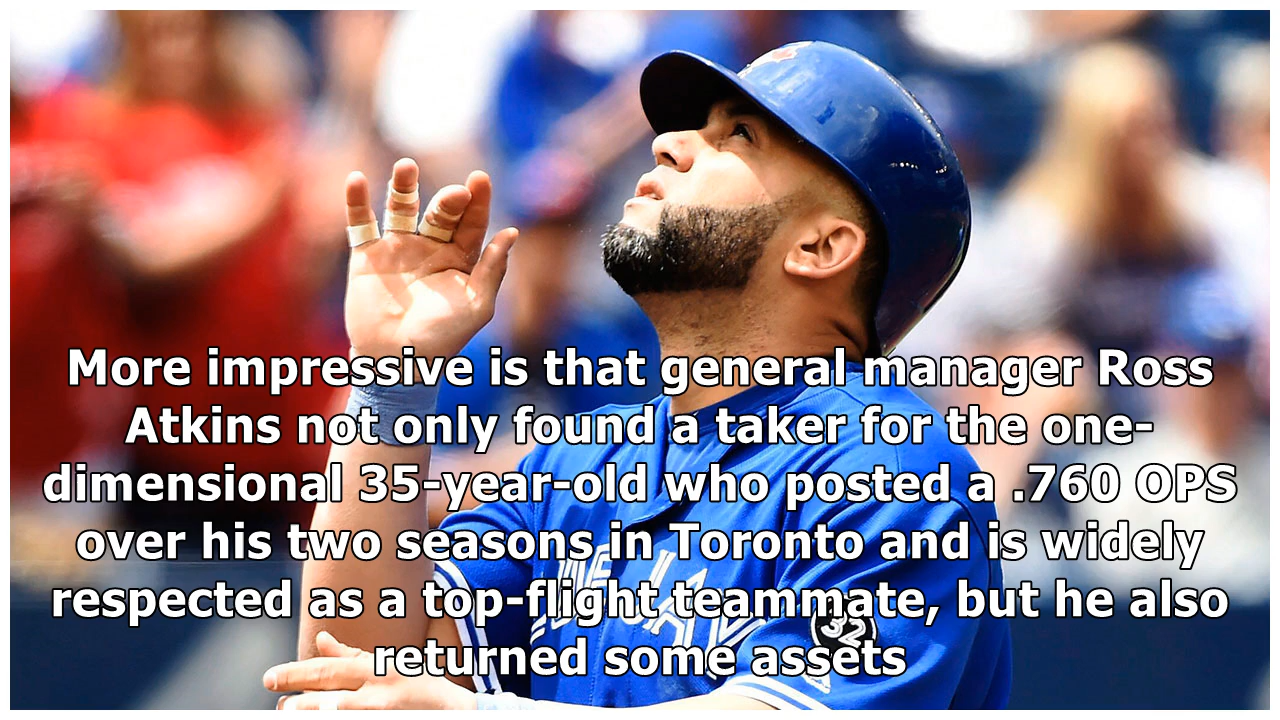 More impressive is that general manager Ross
Atkins not only found a taker for the one-
dimensional 35-year-old who posted a .760 OPS
over his two seasons in Toronto and is widely
respected as a top-flight teammate, but he also
returned some assets
32